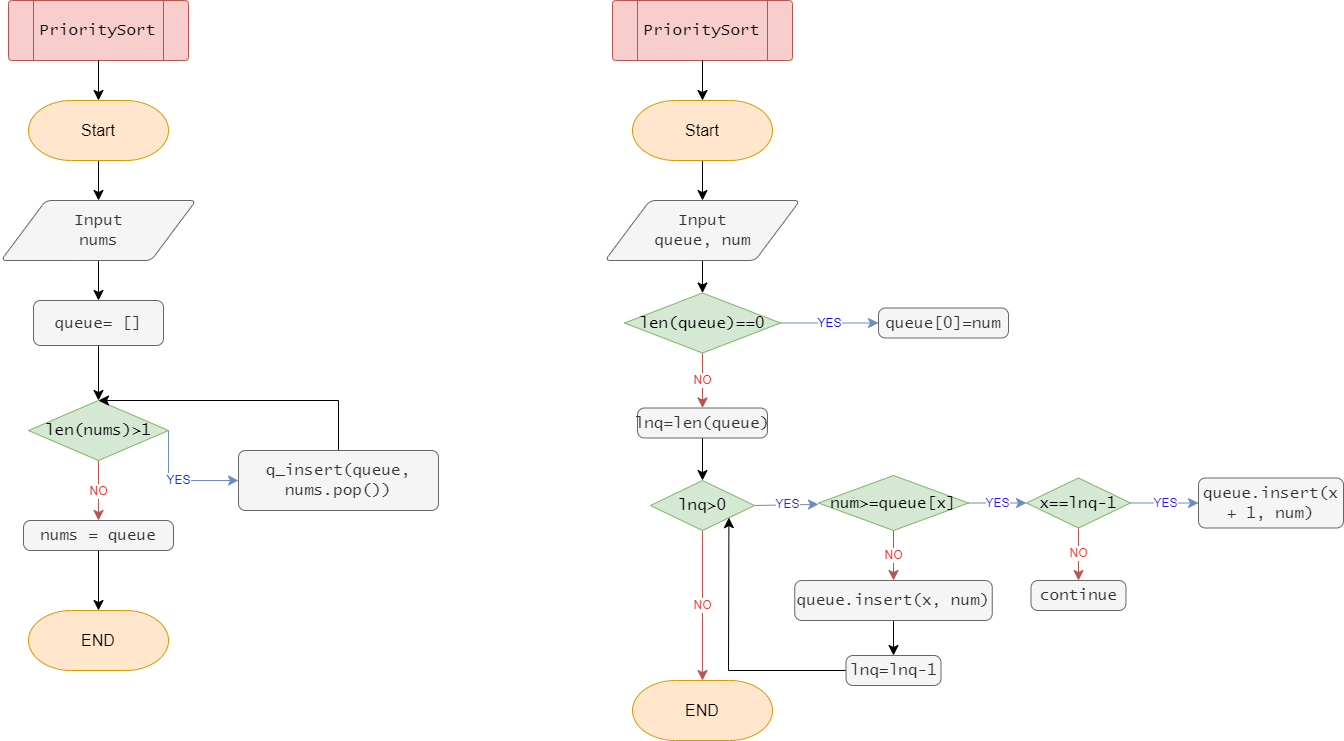 PrioritySort
Start
Input
nums
queue= []
len(nums)>1
YES
q_insert(queue,
nums.pop())
NO
nums = queue
END
PrioritySort
Start
Input
queue, num
len(queue)==0
YES
queue[0]=num
NO
lnq=len(queue)
lnq>0
YES
num>=queue[x]
YES
x==lnq-1
YES
queue.insert(x
+ 1, num)
NO
NO
continue
queue.insert(x, num)
NO
lnq=lnq-1
END